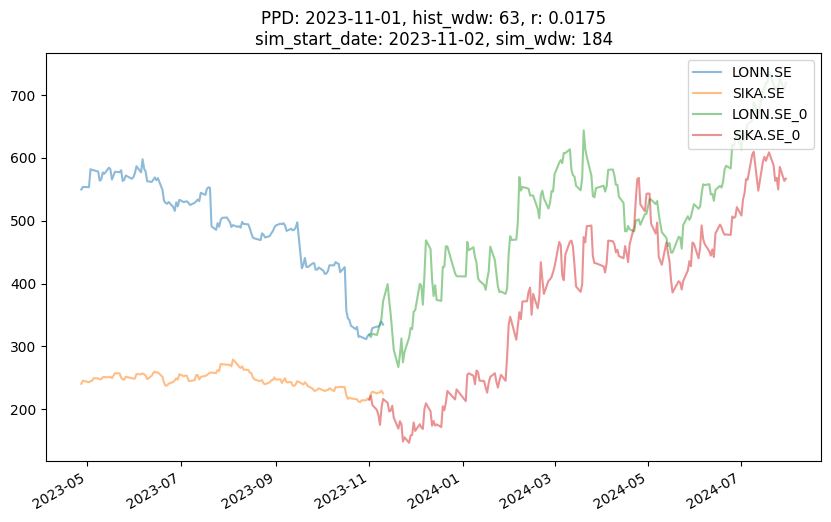 PPD: 2023-11-01, hist_wdw: 63, r: 0.0175
sim_start_date: 2023-11-02, sim_wdw: 184
LONN.SE
SIKA.SE
LONN.SE_0
SIKA.SE_0
700
600
500
400
300
200
2023-05
2023-07
2023-09
2023-11
2024-01
2024-03
2024-05
2024-07